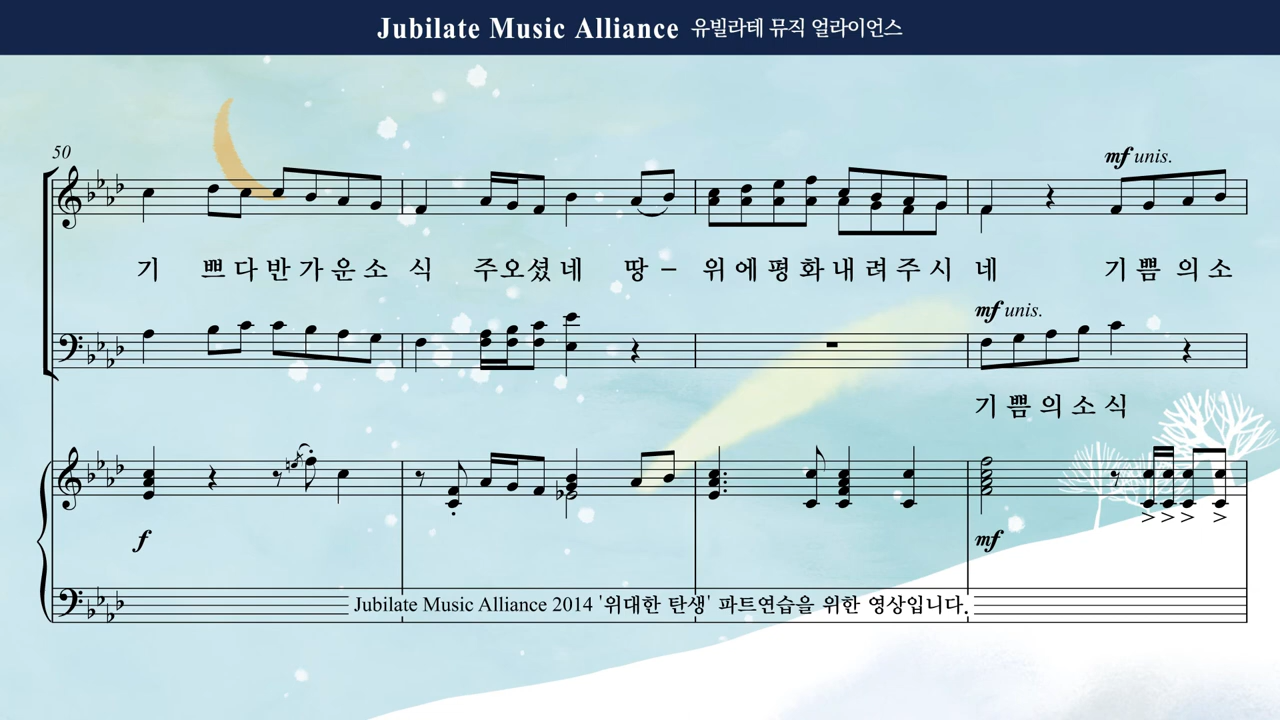 Jubilate Music Alliance 유빌라테 뮤직 얼라이언스
50
mf unis.
기 쁘다반가운소 식 주오셨네 땅 – 위에평화내려주시 네 기쁨의소
mf unis.
기쁨의소식
f mf
Jubilate Music Alliance 2014 '위대한 탄생' 파트연습을 위한 영상입니다.